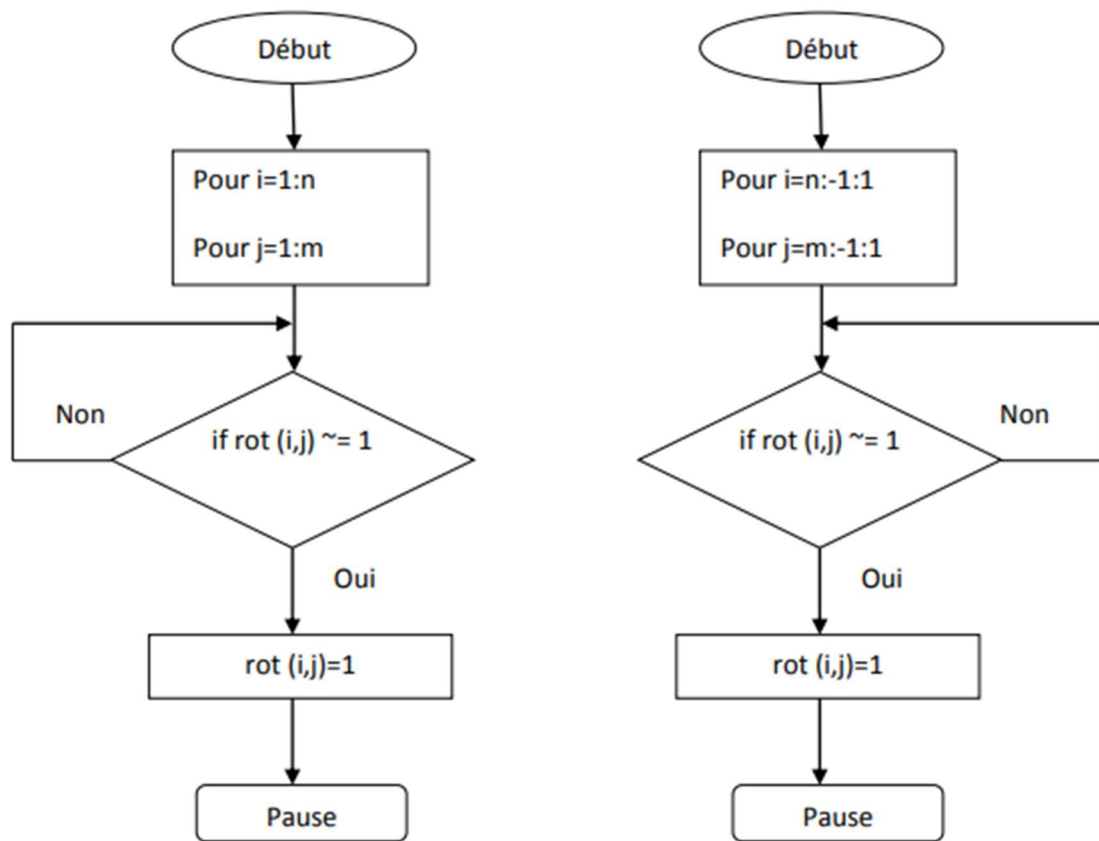 Début
Pour i=1:n
Pour j=1:m
Non
if rot (i,j) ~= 1
Oui
rot (i,j)=1
Pause
Début
Pour i=n:-1:1
Pour j=m:-1:1
Non
if rot (i,j) ~= 1
Oui
rot (i,j)=1
Pause